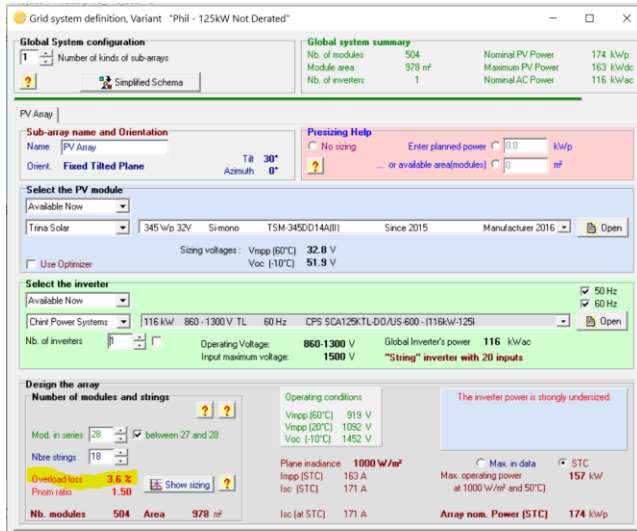 Grid system definition, Variant "Phil - 125kW Not Derated"
Global System configuration
1 Number of kinds of sub-arrays
? Simplified Schema
Global system summary
Nb. of modules 504 Nominal PV Power 174 kWp
Module area 978 m² Maximum PV Power 163 kWdc
Nb. of inverters 1 Nominal AC Power 116 kWac
PV Array
Sub-array name and Orientation
Name PV Array
Orient. Fixed Tilted Plane Tilt 30°
Azimuth 0°
Presizing Help
No sizing Enter planned power 0.0 kWp
? ... or available area(modules) 0 m²
Select the PV module
Available Now
Trina Solar 345 Wp 32V Si-mono TSM-345DD14A(II) Since 2015 Manufacturer 2016 Open
Sizing voltages : Vmpp (60°C) 32.8 V
Use Optimizer Voc (-10°C) 51.9 V
Select the inverter
Available Now 50 Hz
60 Hz
Chint Power Systems 116 kW 860 - 1300 V TL 60 Hz CPS SCA125KTL-DO/US-600 - (116kW-125l Open
Nb. of inverters 1 Operating Voltage: 860-1300 V Global Inverter's power 116 kWac
Input maximum voltage: 1500 V "String" inverter with 20 inputs
Design the array
Number of modules and strings
? ?
Mod. in series 28 between 27 and 28
Nbre strings 18
Overload loss 3.6 %
Pnom ratio 1.50 Show sizing ?
Nb. modules 504 Area 978 m²
Operating conditions
Vmpp (60°C) 919 V
Vmpp (20°C) 1092 V
Voc (-10°C) 1452 V
Plane irradiance 1000 W/m²
Impp (STC) 163 A
Isc (STC) 171 A
Isc (at STC) 171 A
The inverter power is strongly undersized.
Max. in data STC
Max. operating power 157 kW
at 1000 W/m² and 50°C)
Array nom. Power (STC) 174 kWp